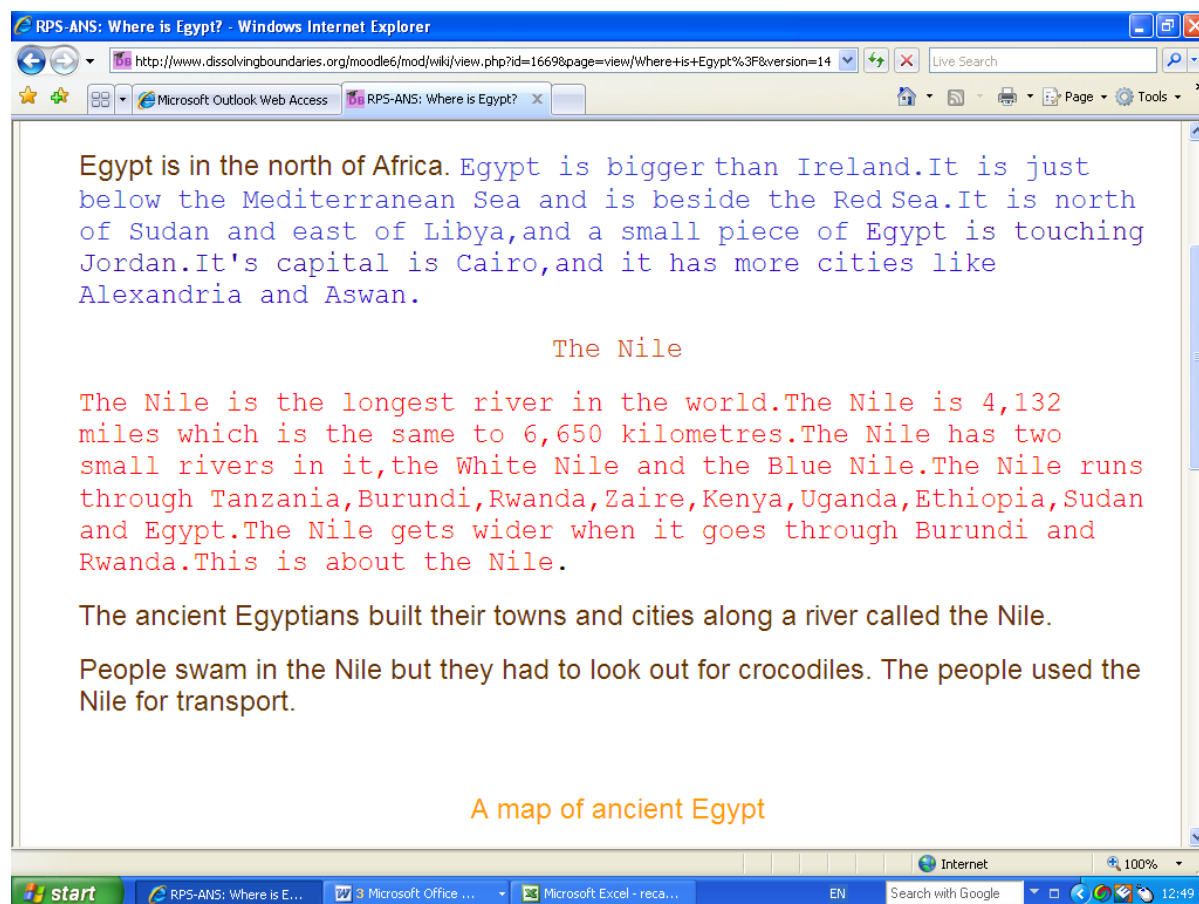 RPS-ANS: Where is Egypt? - Windows Internet Explorer
http://www.dissolvingboundaries.org/moodle6/mod/wiki/view.php?id=1669&page=view/Where+is+Egypt%3F&version=14
Live Search
Microsoft Outlook Web Access
RPS-ANS: Where is Egypt?
Page
Tools
Egypt is in the north of Africa. Egypt is bigger than Ireland.It is just
below the Mediterranean Sea and is beside the Red Sea.It is north
of Sudan and east of Libya,and a small piece of Egypt is touching
Jordan.It's capital is Cairo,and it has more cities like
Alexandria and Aswan.
The Nile
The Nile is the longest river in the world.The Nile is 4,132
miles which is the same to 6,650 kilometres.The Nile has two
small rivers in it,the White Nile and the Blue Nile.The Nile runs
through Tanzania,Burundi,Rwanda,Zaire,Kenya,Uganda,Ethiopia,Sudan
and Egypt.The Nile gets wider when it goes through Burundi and
Rwanda.This is about the Nile.
The ancient Egyptians built their towns and cities along a river called the Nile.
People swam in the Nile but they had to look out for crocodiles. The people used the
Nile for transport.
A map of ancient Egypt
Internet
100%
start
RPS-ANS: Where is E...
3 Microsoft Office ...
Microsoft Excel - reca...
EN
Search with Google
12:49